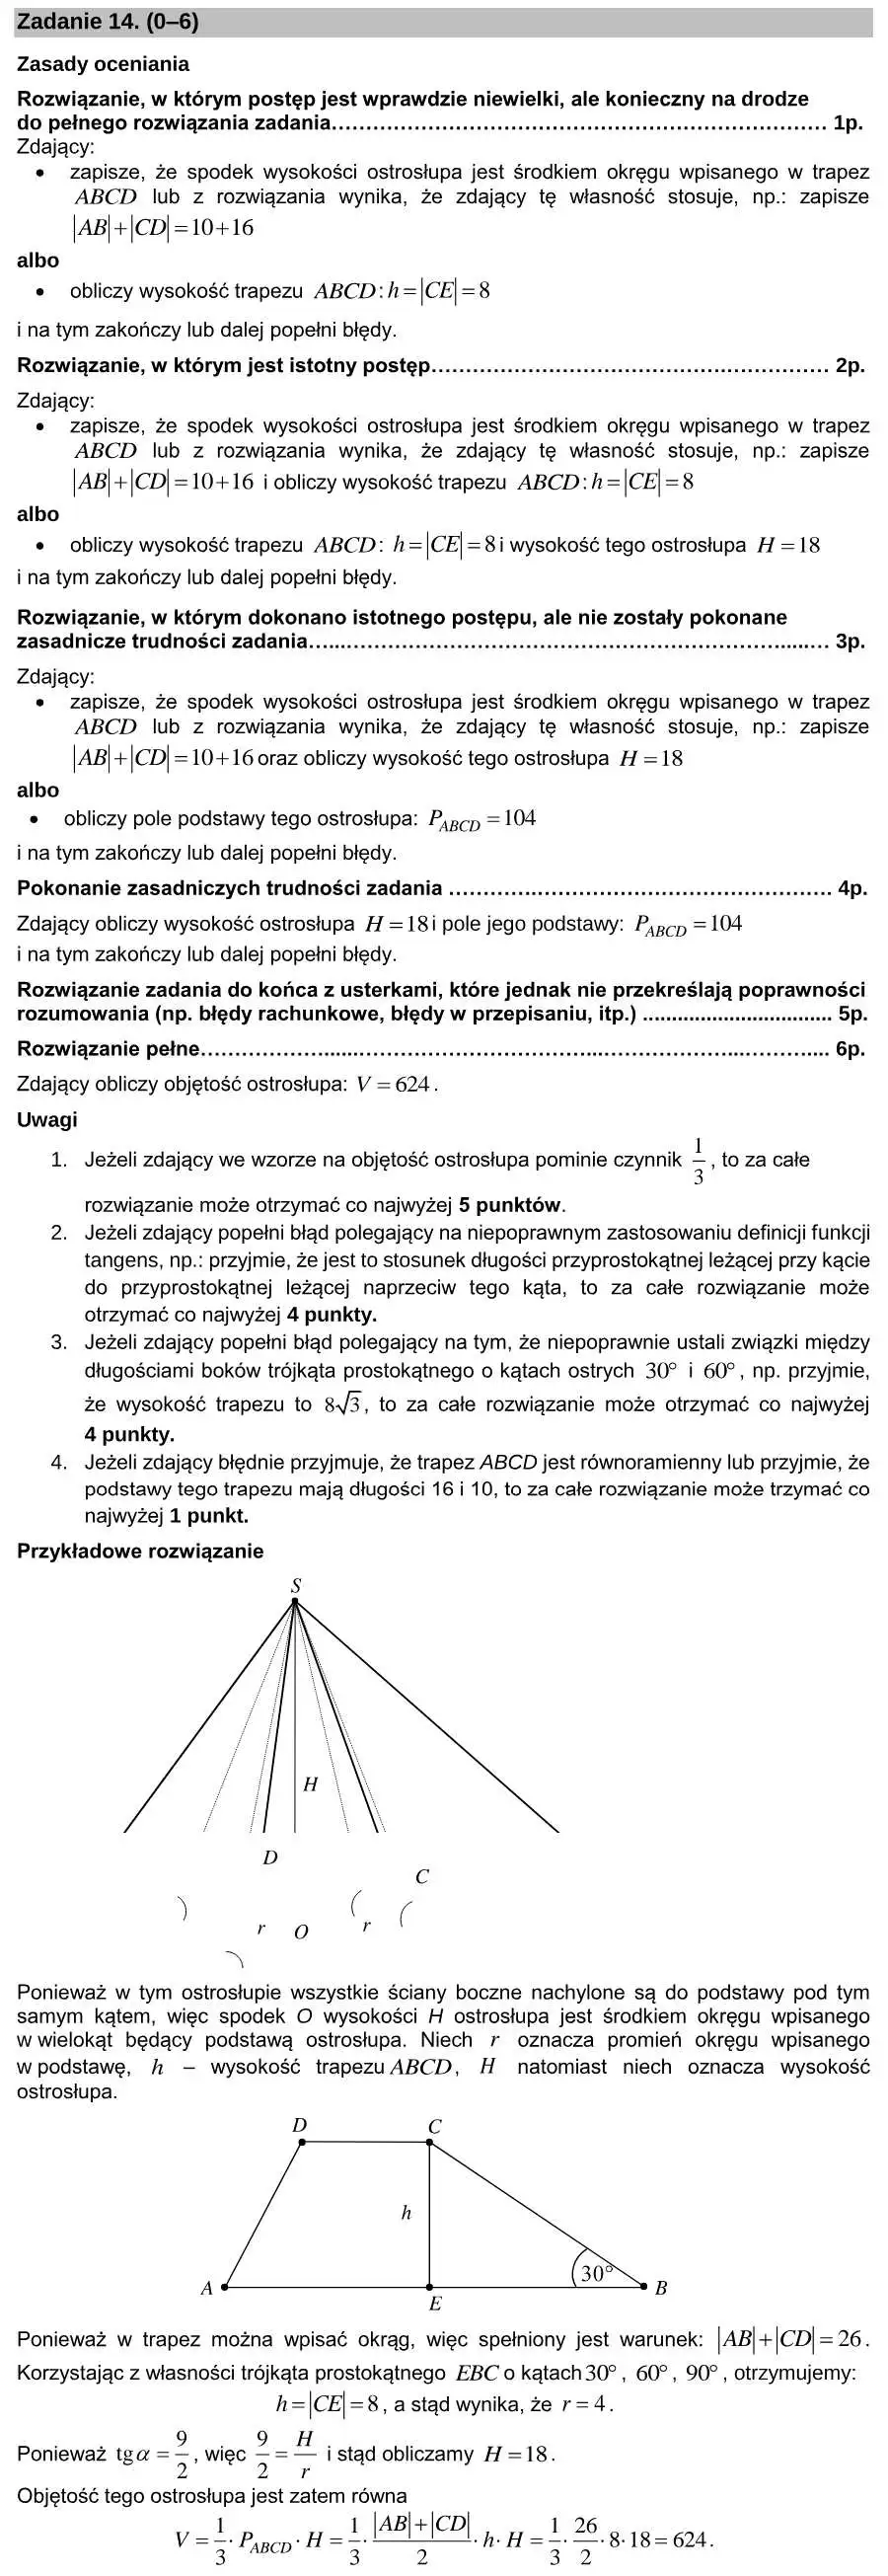 Zadanie 14. (0–6)
Zasady oceniania
Rozwiązanie, w którym postęp jest wprawdzie niewielki, ale konieczny na drodze
do pełnego rozwiązania zadania……………………………………………………………… 1p.
Zdający:
• zapisze, że spodek wysokości ostrosłupa jest środkiem okręgu wpisanego w trapez
ABCD lub z rozwiązania wynika, że zdający tę własność stosuje, np.: zapisze
|AB|+|CD|=10+16
albo
• obliczy wysokość trapezu ABCD: h=|CE|=8
i na tym zakończy lub dalej popełni błędy.
Rozwiązanie, w którym jest istotny postęp…………………………………….…………… 2p.
Zdający:
• zapisze, że spodek wysokości ostrosłupa jest środkiem okręgu wpisanego w trapez
ABCD lub z rozwiązania wynika, że zdający tę własność stosuje, np.: zapisze
|AB|+|CD|=10+16 i obliczy wysokość trapezu ABCD: h=|CE|=8
albo
• obliczy wysokość trapezu ABCD: h=|CE|=8 i wysokość tego ostrosłupa H=18
i na tym zakończy lub dalej popełni błędy.
Rozwiązanie, w którym dokonano istotnego postępu, ale nie zostały pokonane
zasadnicze trudności zadania…...……………………………………………………….....… 3p.
Zdający:
• zapisze, że spodek wysokości ostrosłupa jest środkiem okręgu wpisanego w trapez
ABCD lub z rozwiązania wynika, że zdający tę własność stosuje, np.: zapisze
|AB|+|CD|=10+16 oraz obliczy wysokość tego ostrosłupa H=18
albo
• obliczy pole podstawy tego ostrosłupa: P_ABCD =104
i na tym zakończy lub dalej popełni błędy.
Pokonanie zasadniczych trudności zadania ………….……………………………………. 4p.
Zdający obliczy wysokość ostrosłupa H=18 i pole jego podstawy: P_ABCD =104
i na tym zakończy lub dalej popełni błędy.
Rozwiązanie zadania do końca z usterkami, które jednak nie przekreślają poprawności
rozumowania (np. błędy rachunkowe, błędy w przepisaniu, itp.) ................................ 5p.
Rozwiązanie pełne………………......……………………………...…………………...………... 6p.
Zdający obliczy objętość ostrosłupa: V = 624.
Uwagi
1. Jeżeli zdający we wzorze na objętość ostrosłupa pominie czynnik 1/3, to za całe
rozwiązanie może otrzymać co najwyżej 5 punktów.
2. Jeżeli zdający popełni błąd polegający na niepoprawnym zastosowaniu definicji funkcji
tangens, np.: przyjmie, że jest to stosunek długości przyprostokątnej leżącej przy kącie
do przyprostokątnej leżącej naprzeciw tego kąta, to za całe rozwiązanie może
otrzymać co najwyżej 4 punkty.
3. Jeżeli zdający popełni błąd polegający na tym, że niepoprawnie ustali związki między
długościami boków trójkąta prostokątnego o kątach ostrych 30° i 60°, np. przyjmie,
że wysokość trapezu to 8√3, to za całe rozwiązanie może otrzymać co najwyżej
4 punkty.
4. Jeżeli zdający błędnie przyjmuje, że trapez ABCD jest równoramienny lub przyjmie, że
podstawy tego trapezu mają długości 16 i 10, to za całe rozwiązanie może trzymać co
najwyżej 1 punkt.
Przykładowe rozwiązanie
S
H
D
C
r O r
Ponieważ w tym ostrosłupie wszystkie ściany boczne nachylone są do podstawy pod tym
samym kątem, więc spodek O wysokości H ostrosłupa jest środkiem okręgu wpisanego
w wielokąt będący podstawą ostrosłupa. Niech r oznacza promień okręgu wpisanego
w podstawę, h – wysokość trapezu ABCD, H natomiast niech oznacza wysokość
ostrosłupa.
D C
h
30°
A B
E
Ponieważ w trapez można wpisać okrąg, więc spełniony jest warunek: |AB|+|CD|=26.
Korzystając z własności trójkąta prostokątnego EBC o kątach 30°, 60°, 90°, otrzymujemy:
h=|CE|=8, a stąd wynika, że r=4.
Ponieważ tgα = 9/2, więc 9/2 = H/r i stąd obliczamy H=18.
Objętość tego ostrosłupa jest zatem równa
V = 1/3 · P_ABCD · H = 1/3 · (|AB|+|CD|)/2 · h · H = 1/3 · 26/2 · 8·18 = 624.